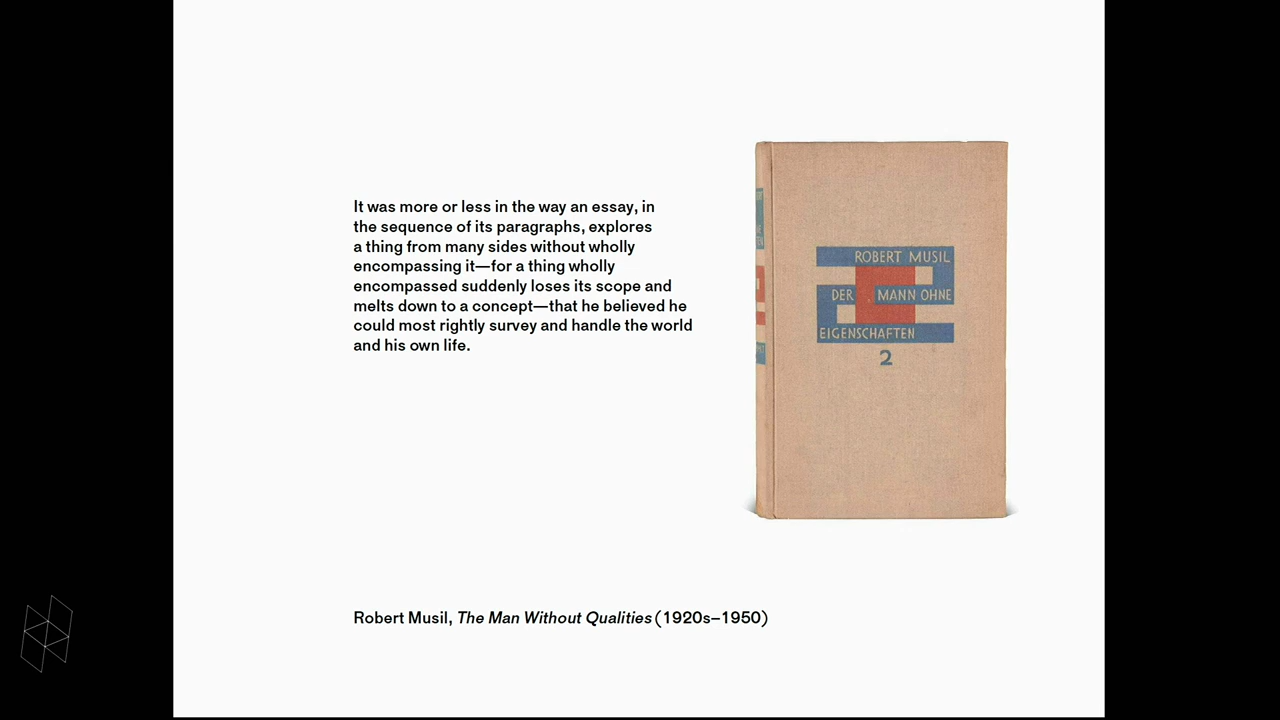 It was more or less in the way an essay, in
the sequence of its paragraphs, explores
a thing from many sides without wholly
encompassing it—for a thing wholly
encompassed suddenly loses its scope and
melts down to a concept—that he believed he
could most rightly survey and handle the world
and his own life.
ROBERT MUSIL
DER MANN OHNE
EIGENSCHAFTEN
2
Robert Musil, The Man Without Qualities (1920s–1950)